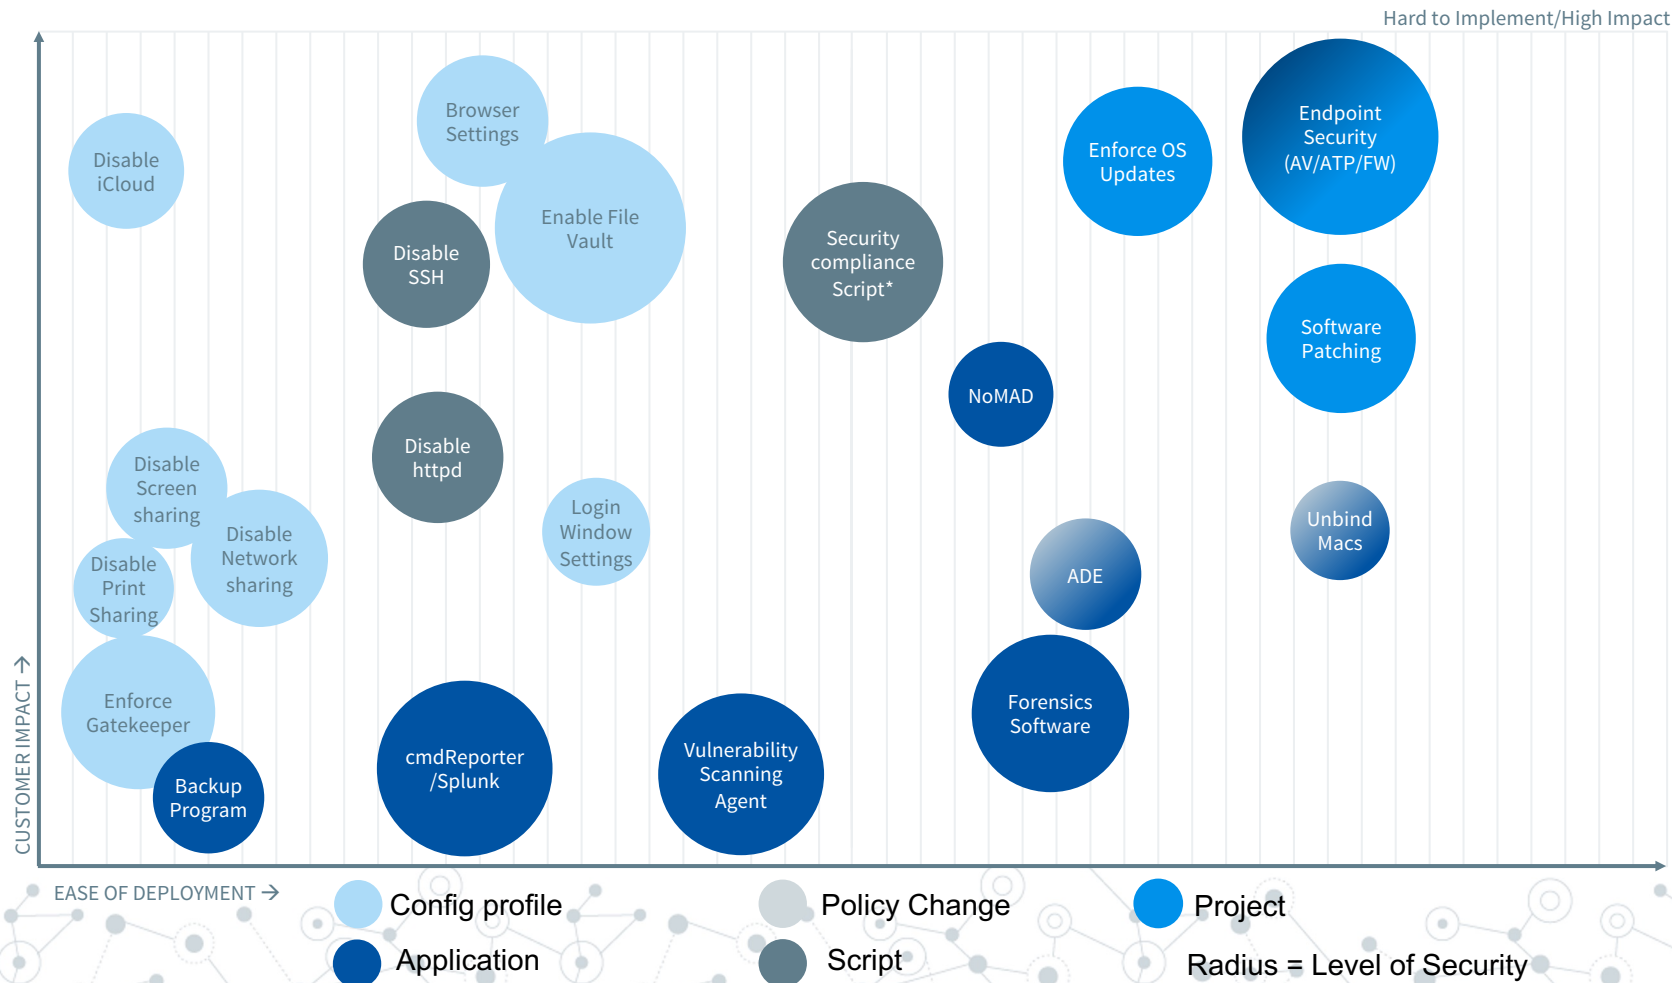 Hard to Implement/High Impact
Browser
Settings
Disable
iCloud
Endpoint
Security
(AV/ATP/FW)
Enforce OS
Updates
Enable File
Vault
Disable
SSH
Security
compliance
Script*
Software
Patching
NoMAD
Disable
httpd
Disable
Screen
sharing
Login
Window
Settings
Disable
Network
sharing
Disable
Print
Sharing
Unbind
Macs
ADE
Enforce
Gatekeeper
Forensics
Software
cmdReporter
/Splunk
Vulnerability
Scanning
Agent
Backup
Program
CUSTOMER IMPACT →
EASE OF DEPLOYMENT →
Config profile
Policy Change
Project
Application
Script
Radius = Level of Security